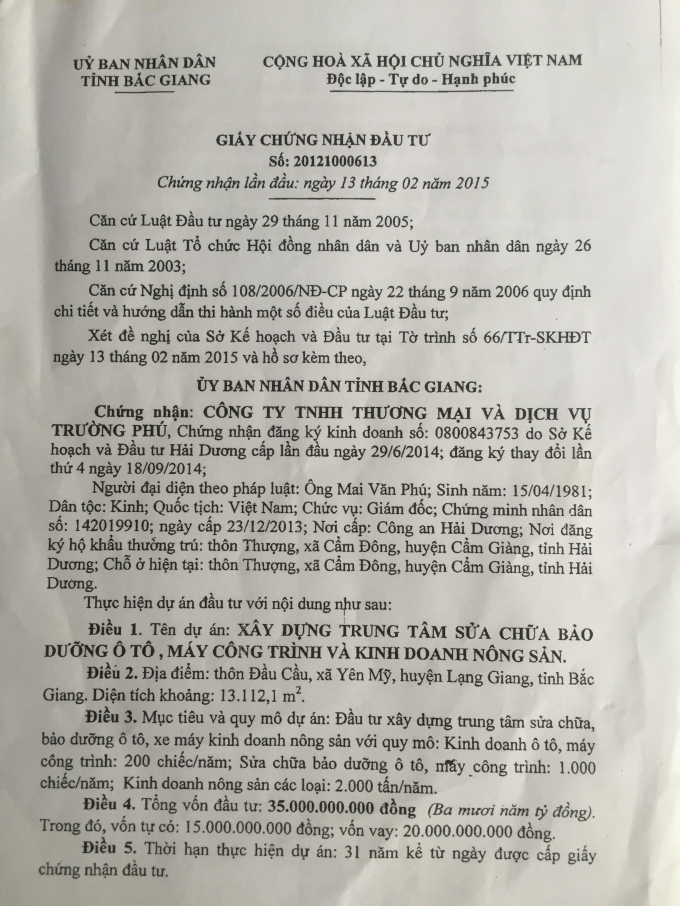 UỶ BAN NHÂN DÂN
TỈNH BẮC GIANG
CỘNG HOÀ XÃ HỘI CHỦ NGHĨA VIỆT NAM
Độc lập - Tự do - Hạnh phúc
GIẤY CHỨNG NHẬN ĐẦU TƯ
Số: 20121000613
Chứng nhận lần đầu: ngày 13 tháng 02 năm 2015
Căn cứ Luật Đầu tư ngày 29 tháng 11 năm 2005;
Căn cứ Luật Tổ chức Hội đồng nhân dân và Uỷ ban nhân dân ngày 26
tháng 11 năm 2003;
Căn cứ Nghị định số 108/2006/NĐ-CP ngày 22 tháng 9 năm 2006 quy định
chi tiết và hướng dẫn thi hành một số điều của Luật Đầu tư;
Xét đề nghị của Sở Kế hoạch và Đầu tư tại Tờ trình số 66/TTr-SKHĐT
ngày 13 tháng 02 năm 2015 và hồ sơ kèm theo,
ỦY BAN NHÂN DÂN TỈNH BẮC GIANG:
Chứng nhận: CÔNG TY TNHH THƯƠNG MẠI VÀ DỊCH VỤ
TRƯỜNG PHÚ, Chứng nhận đăng ký kinh doanh số: 0800843753 do Sở Kế
hoạch và Đầu tư Hải Dương cấp lần đầu ngày 29/6/2014; đăng ký thay đổi lần
thứ 4 ngày 18/09/2014;
Người đại diện theo pháp luật: Ông Mai Văn Phú; Sinh năm: 15/04/1981;
Dân tộc: Kinh; Quốc tịch: Việt Nam; Chức vụ: Giám đốc; Chứng minh nhân dân
số: 142019910; ngày cấp 23/12/2013; Nơi cấp: Công an Hải Dương; Nơi đăng
ký hộ khẩu thường trú: thôn Thượng, xã Cẩm Đông, huyện Cẩm Giàng, tỉnh Hải
Dương; Chỗ ở hiện tại: thôn Thượng, xã Cẩm Đông, huyện Cẩm Giàng, tỉnh Hải
Dương.
Thực hiện dự án đầu tư với nội dung như sau:
Điều 1. Tên dự án: XÂY DỰNG TRUNG TÂM SỬA CHỮA BẢO
DƯỠNG Ô TÔ , MÁY CÔNG TRÌNH VÀ KINH DOANH NÔNG SẢN.
Điều 2. Địa điểm: thôn Đầu Cầu, xã Yên Mỹ, huyện Lạng Giang, tỉnh Bắc
Giang. Diện tích khoảng: 13.112,1 m².
Điều 3. Mục tiêu và quy mô dự án: Đầu tư xây dựng trung tâm sửa chữa,
bảo dưỡng ô tô, xe máy kinh doanh nông sản với quy mô: Kinh doanh ô tô, máy
công trình: 200 chiếc/năm; Sửa chữa bảo dưỡng ô tô, máy công trình: 1.000
chiếc/năm; Kinh doanh nông sản các loại: 2.000 tấn/năm.
Điều 4. Tổng vốn đầu tư: 35.000.000.000 đồng (Ba mươi năm tỷ đồng).
Trong đó, vốn tự có: 15.000.000.000 đồng; vốn vay: 20.000.000.000 đồng.
Điều 5. Thời hạn thực hiện dự án: 31 năm kể từ ngày được cấp giấy
chứng nhận đầu tư.